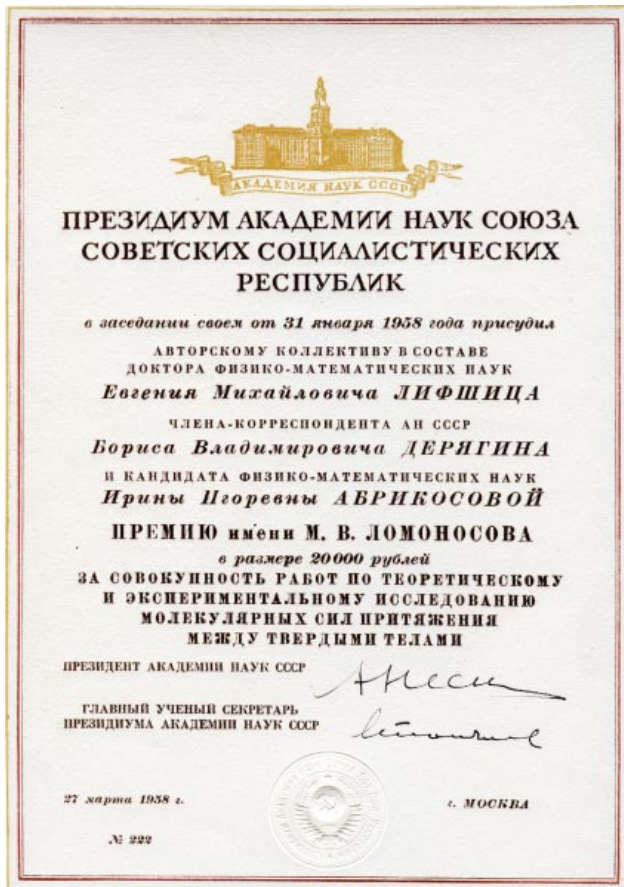 АКАДЕМИЯ НАУК СССР
ПРЕЗИДИУМ АКАДЕМИИ НАУК СОЮЗА
СОВЕТСКИХ СОЦИАЛИСТИЧЕСКИХ
РЕСПУБЛИК
в заседании своем от 31 января 1958 года присудил
АВТОРСКОМУ КОЛЛЕКТИВУ В СОСТАВЕ
ДОКТОРА ФИЗИКО-МАТЕМАТИЧЕСКИХ НАУК
Евгения Михайловича ЛИФШИЦА
ЧЛЕНА-КОРРЕСПОНДЕНТА АН СССР
Бориса Владимировича ДЕРЯГИНА
И КАНДИДАТА ФИЗИКО-МАТЕМАТИЧЕСКИХ НАУК
Ирины Игоревны АБРИКОСОВОЙ
ПРЕМИЮ имени М. В. ЛОМОНОСОВА
в размере 20000 рублей
ЗА СОВОКУПНОСТЬ РАБОТ ПО ТЕОРЕТИЧЕСКОМУ
И ЭКСПЕРИМЕНТАЛЬНОМУ ИССЛЕДОВАНИЮ
МОЛЕКУЛЯРНЫХ СИЛ ПРИТЯЖЕНИЯ
МЕЖДУ ТВЕРДЫМИ ТЕЛАМИ
ПРЕЗИДЕНТ АКАДЕМИИ НАУК СССР
ГЛАВНЫЙ УЧЕНЫЙ СЕКРЕТАРЬ
ПРЕЗИДИУМА АКАДЕМИИ НАУК СССР
27 марта 1958 г.
г. МОСКВА
№ 222